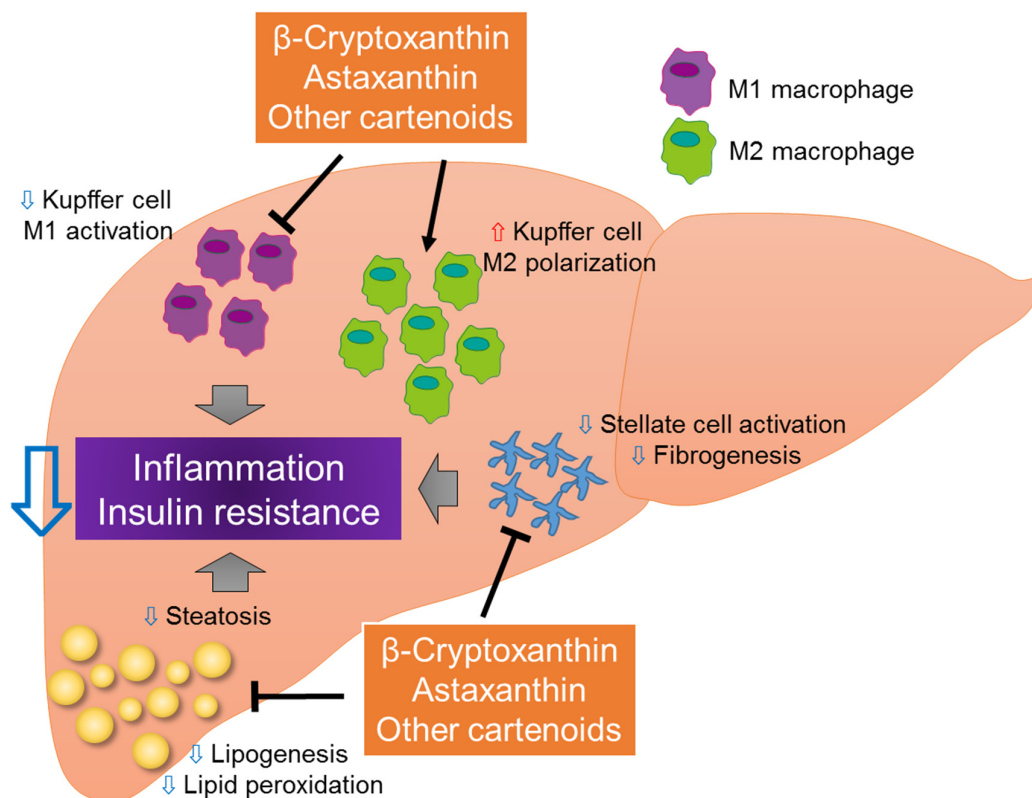 β-Cryptoxanthin
Astaxanthin
Other cartenoids
M1 macrophage
M2 macrophage
⇩ Kupffer cell
M1 activation
⇧ Kupffer cell
M2 polarization
⇩ Stellate cell activation
⇩ Fibrogenesis
Inflammation
Insulin resistance
⇩ Steatosis
β-Cryptoxanthin
Astaxanthin
Other cartenoids
⇩ Lipogenesis
⇩ Lipid peroxidation